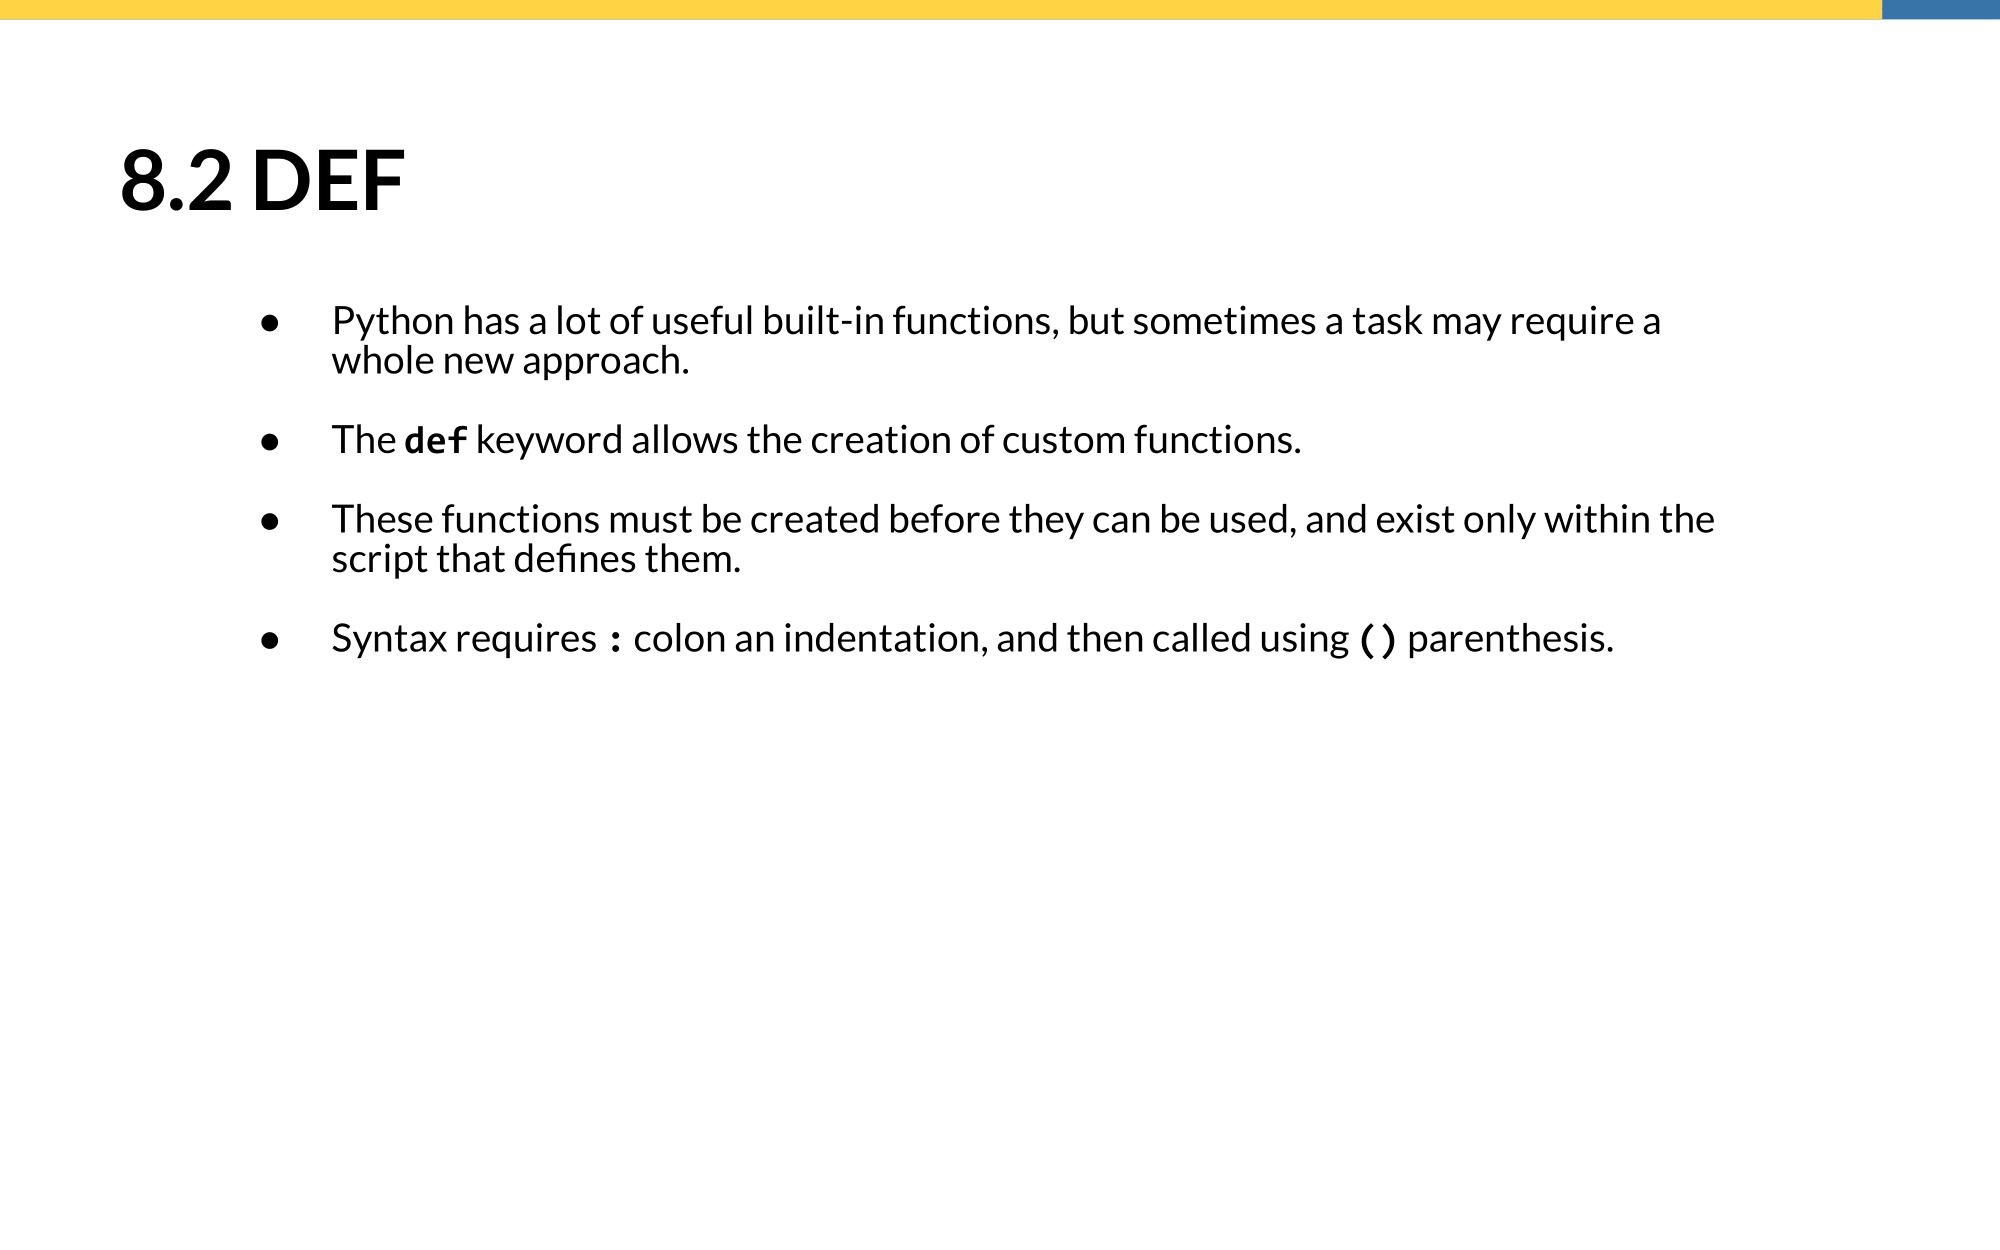 8.2 DEF
● Python has a lot of useful built-in functions, but sometimes a task may require a
whole new approach.
● The def keyword allows the creation of custom functions.
● These functions must be created before they can be used, and exist only within the
script that defines them.
● Syntax requires : colon an indentation, and then called using () parenthesis.